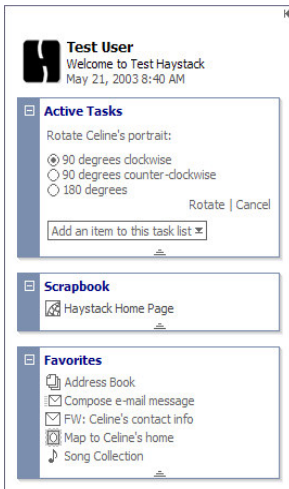 Test User
Welcome to Test Haystack
May 21, 2003 8:40 AM
Active Tasks
Rotate Celine's portrait:
90 degrees clockwise
90 degrees counter-clockwise
180 degrees
Rotate | Cancel
Add an item to this task list
Scrapbook
Haystack Home Page
Favorites
Address Book
Compose e-mail message
FW: Celine's contact info
Map to Celine's home
Song Collection